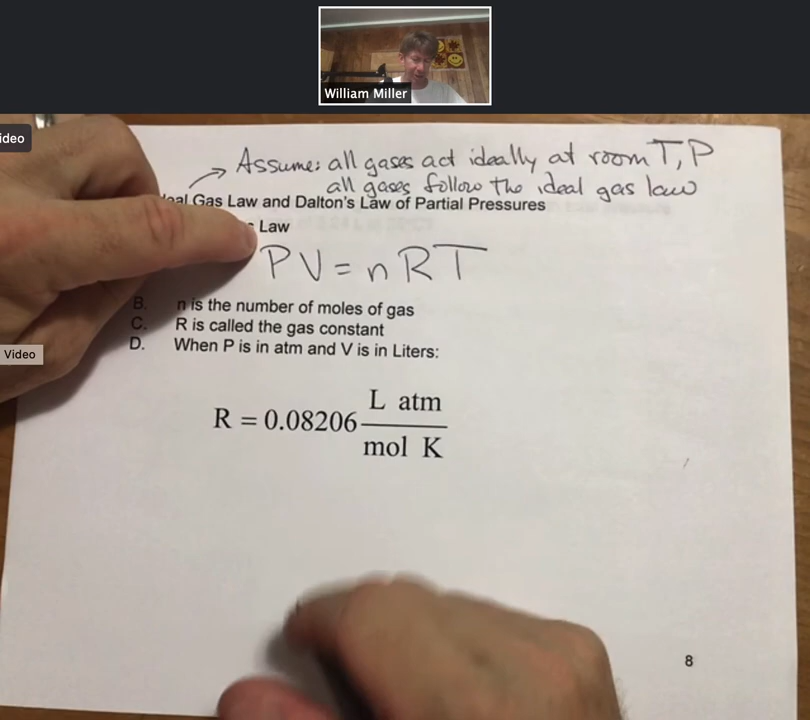 William Miller
ideo
Assume: all gases act ideally at room T, P
all gases follow the ideal gas law
Gas Law and Dalton's Law of Partial Pressures
Law
PV = nRT
B. n is the number of moles of gas
C. R is called the gas constant
D. When P is in atm and V is in Liters:
Video
R = 0.08206 L atm
mol K
8